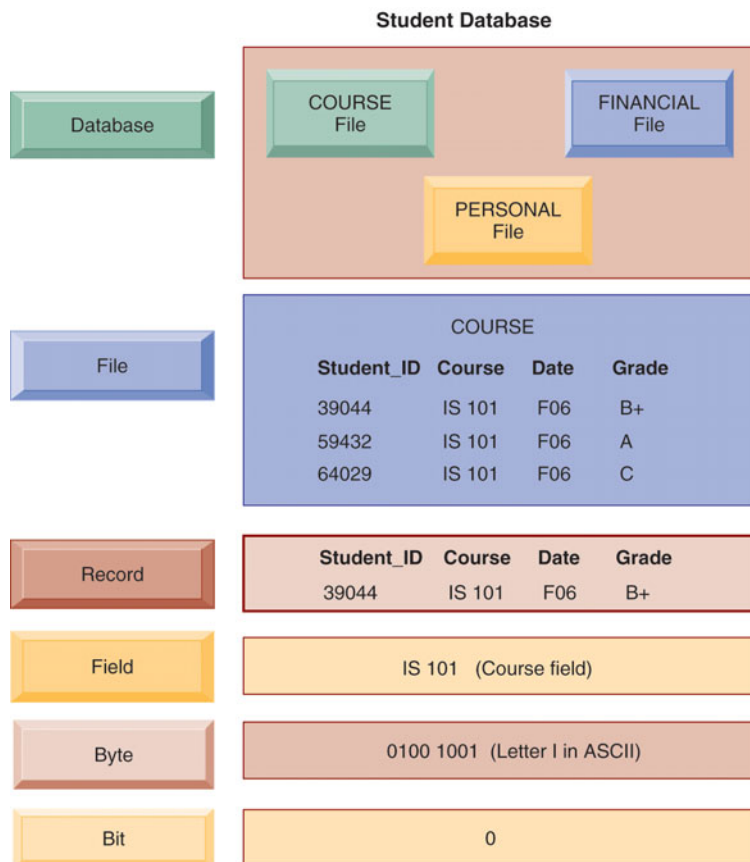 Student Database
Database
COURSE
File
FINANCIAL
File
PERSONAL
File
File
COURSE
Student_ID Course Date Grade
39044 IS 101 F06 B+
59432 IS 101 F06 A
64029 IS 101 F06 C
Record
Student_ID Course Date Grade
39044 IS 101 F06 B+
Field
IS 101 (Course field)
Byte
0100 1001 (Letter I in ASCII)
Bit
0